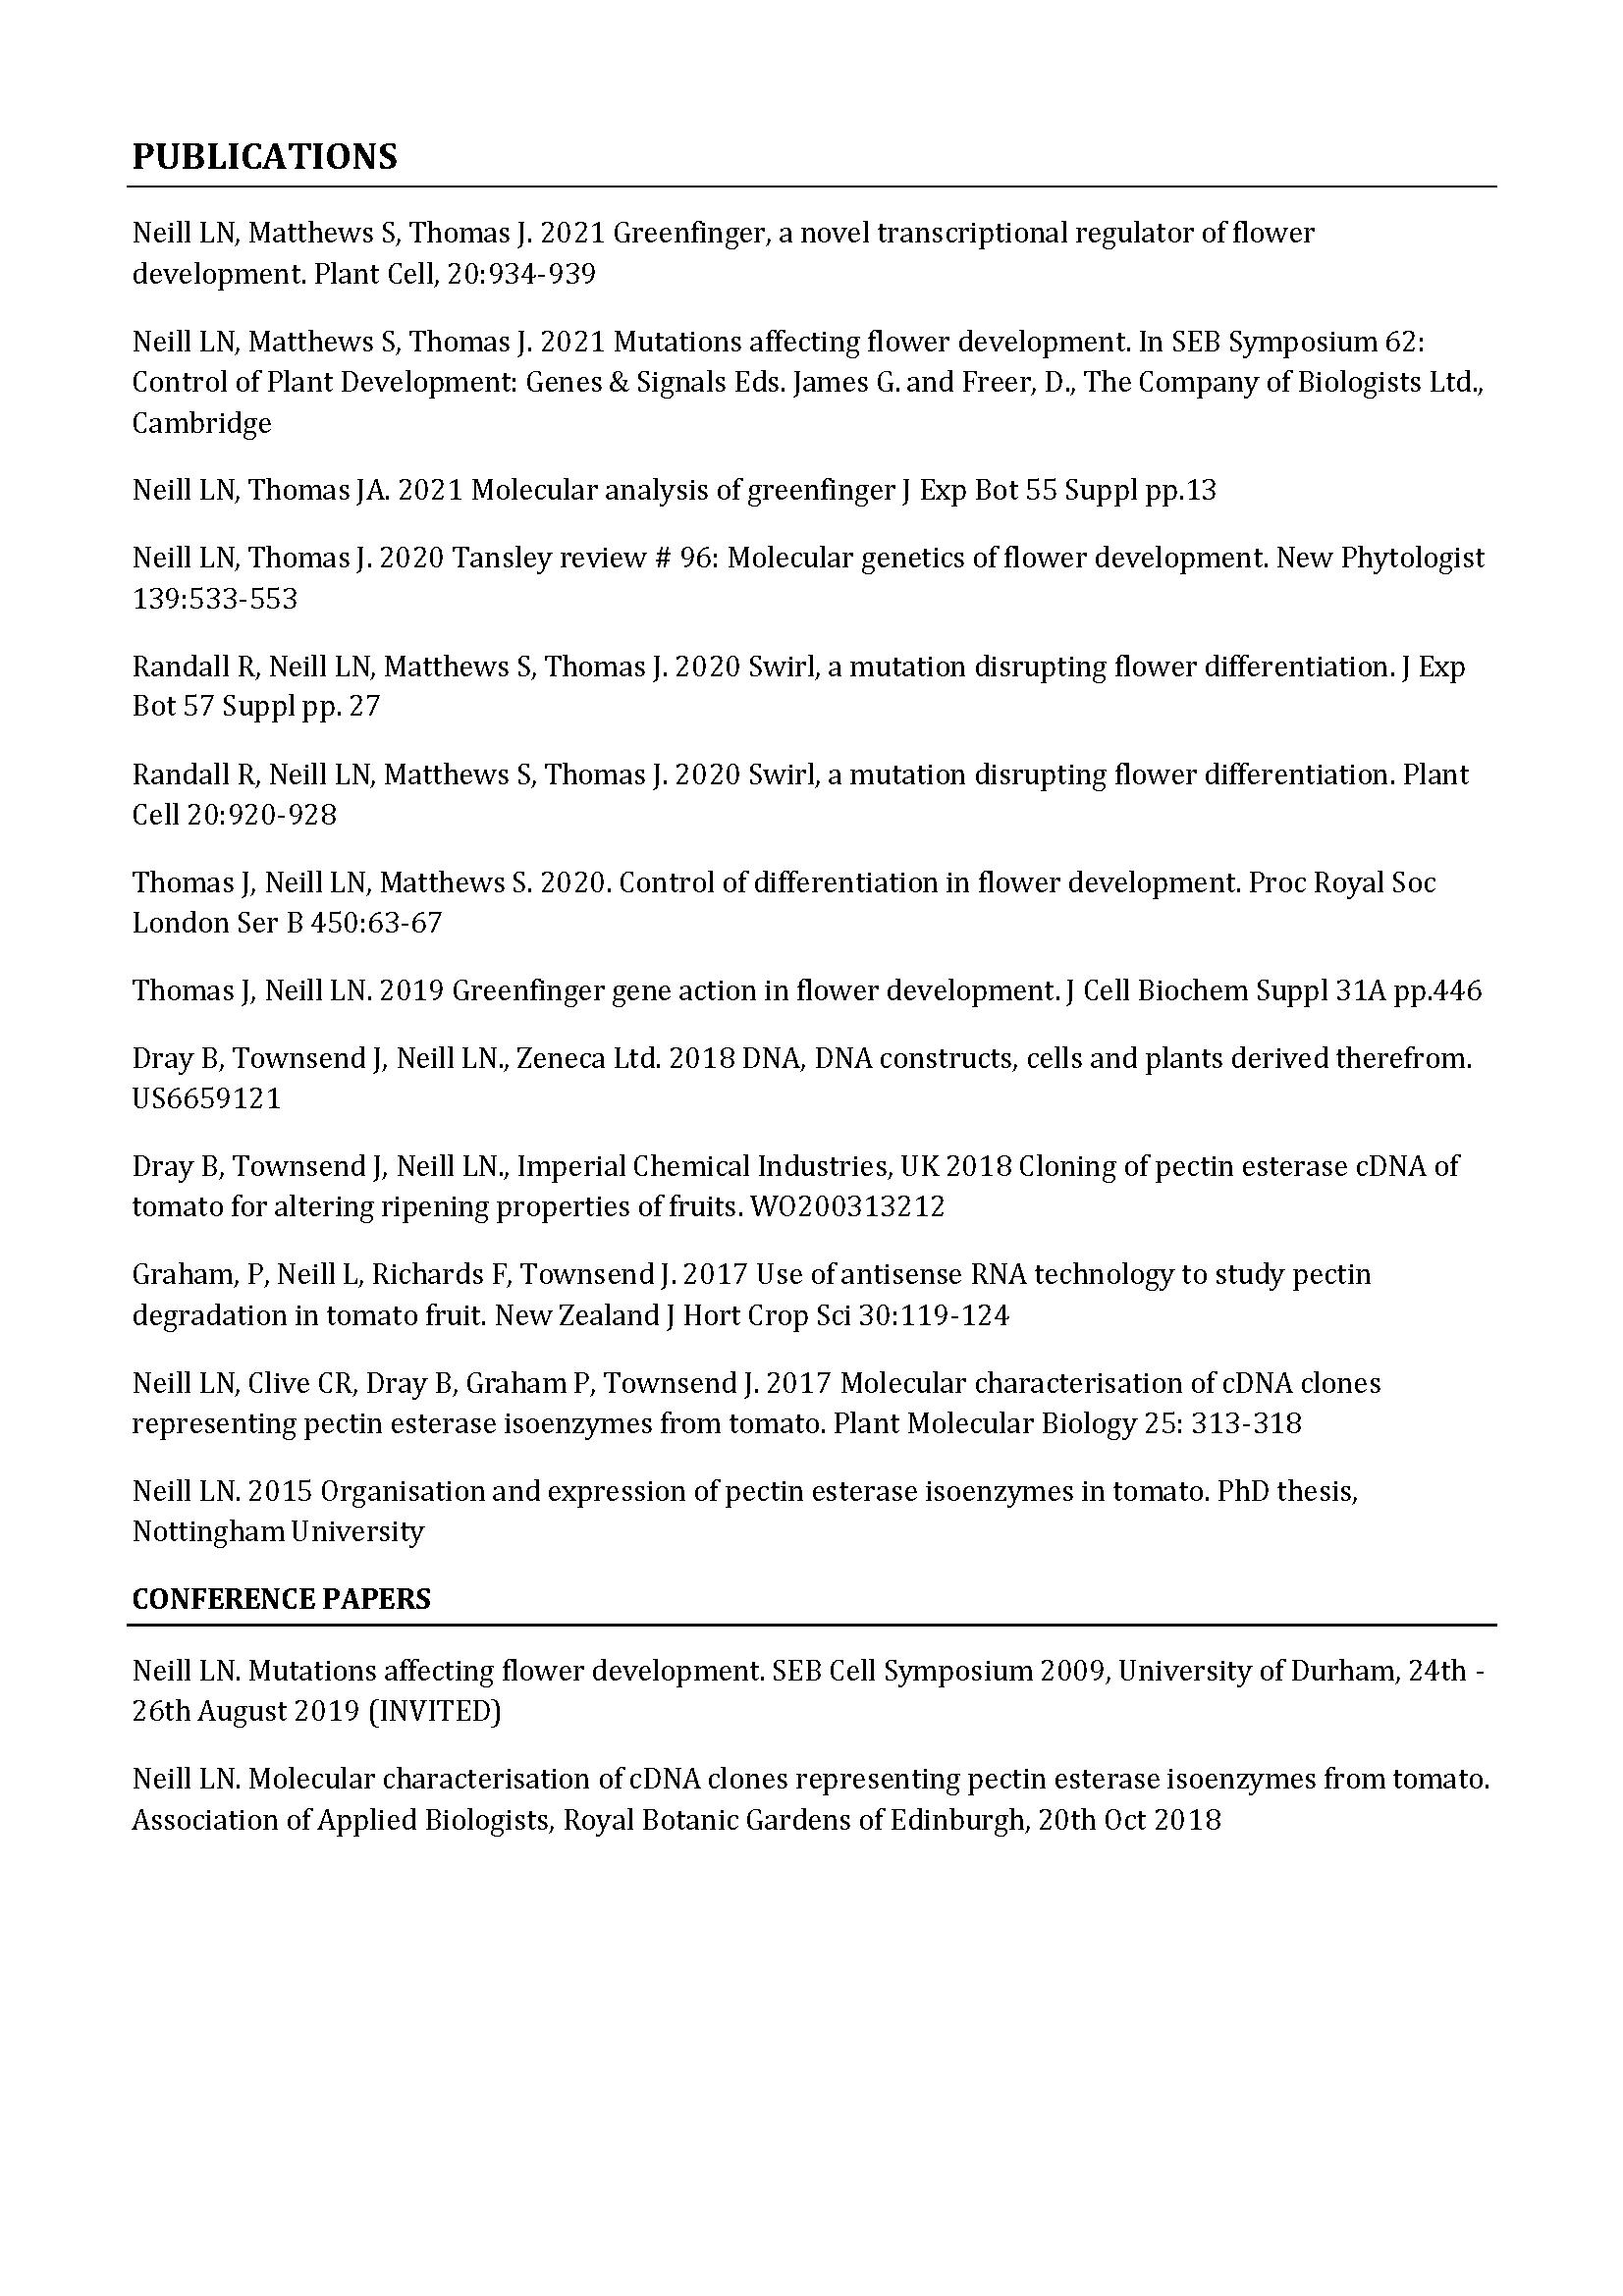 PUBLICATIONS
Neill LN, Matthews S, Thomas J. 2021 Greenfinger, a novel transcriptional regulator of flower
development. Plant Cell, 20:934-939
Neill LN, Matthews S, Thomas J. 2021 Mutations affecting flower development. In SEB Symposium 62:
Control of Plant Development: Genes & Signals Eds. James G. and Freer, D., The Company of Biologists Ltd.,
Cambridge
Neill LN, Thomas JA. 2021 Molecular analysis of greenfinger J Exp Bot 55 Suppl pp.13
Neill LN, Thomas J. 2020 Tansley review # 96: Molecular genetics of flower development. New Phytologist
139:533-553
Randall R, Neill LN, Matthews S, Thomas J. 2020 Swirl, a mutation disrupting flower differentiation. J Exp
Bot 57 Suppl pp. 27
Randall R, Neill LN, Matthews S, Thomas J. 2020 Swirl, a mutation disrupting flower differentiation. Plant
Cell 20:920-928
Thomas J, Neill LN, Matthews S. 2020. Control of differentiation in flower development. Proc Royal Soc
London Ser B 450:63-67
Thomas J, Neill LN. 2019 Greenfinger gene action in flower development. J Cell Biochem Suppl 31A pp.446
Dray B, Townsend J, Neill LN., Zeneca Ltd. 2018 DNA, DNA constructs, cells and plants derived therefrom.
US6659121
Dray B, Townsend J, Neill LN., Imperial Chemical Industries, UK 2018 Cloning of pectin esterase cDNA of
tomato for altering ripening properties of fruits. WO200313212
Graham, P, Neill L, Richards F, Townsend J. 2017 Use of antisense RNA technology to study pectin
degradation in tomato fruit. New Zealand J Hort Crop Sci 30:119-124
Neill LN, Clive CR, Dray B, Graham P, Townsend J. 2017 Molecular characterisation of cDNA clones
representing pectin esterase isoenzymes from tomato. Plant Molecular Biology 25: 313-318
Neill LN. 2015 Organisation and expression of pectin esterase isoenzymes in tomato. PhD thesis,
Nottingham University
CONFERENCE PAPERS
Neill LN. Mutations affecting flower development. SEB Cell Symposium 2009, University of Durham, 24th -
26th August 2019 (INVITED)
Neill LN. Molecular characterisation of cDNA clones representing pectin esterase isoenzymes from tomato.
Association of Applied Biologists, Royal Botanic Gardens of Edinburgh, 20th Oct 2018